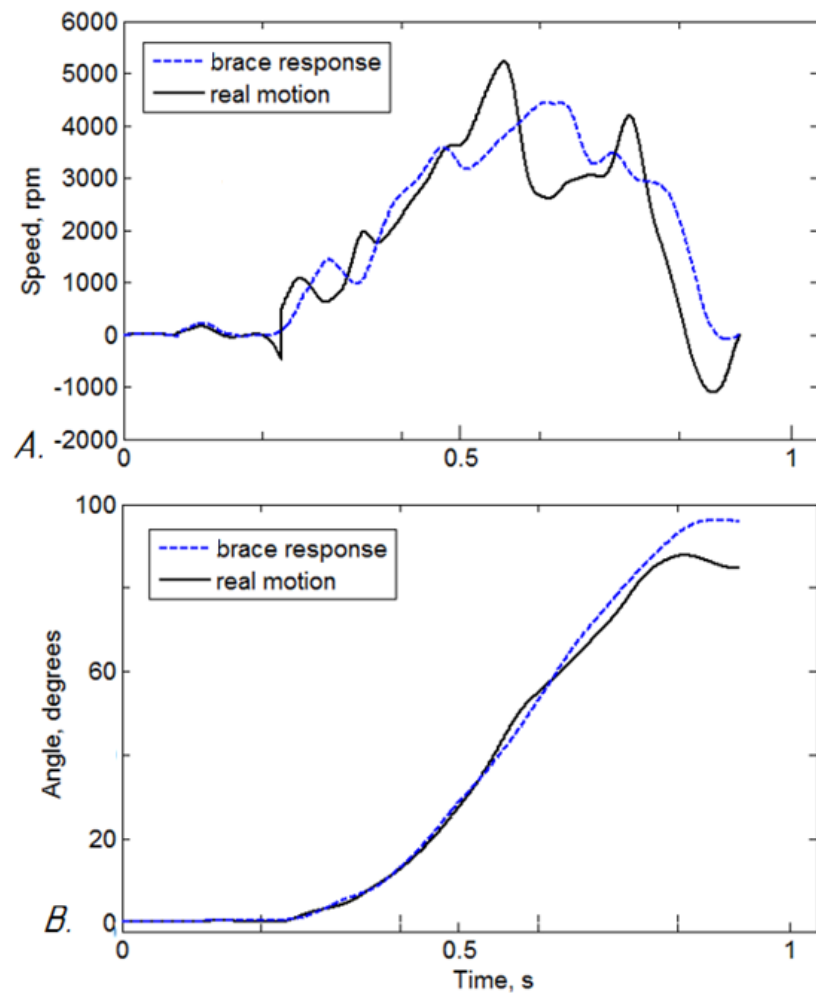 6000
5000
4000
3000
2000
1000
0
-1000
-2000
Speed, rpm
brace response
real motion
A.
0
0.5
1
100
60
20
0
Angle, degrees
brace response
real motion
B.
0
0.5
1
Time, s